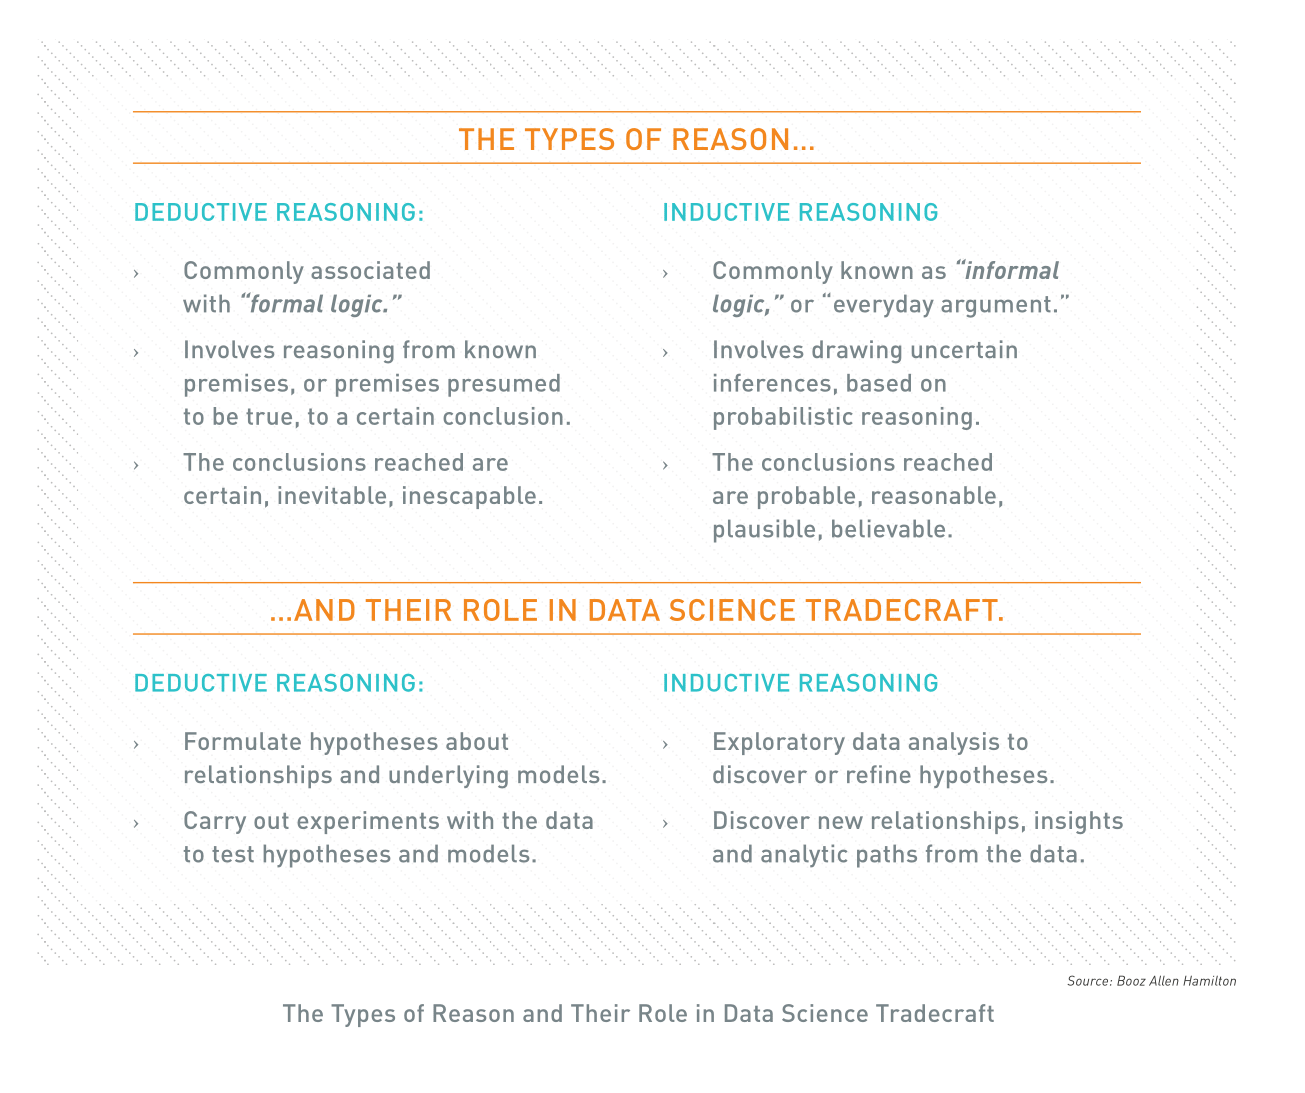 THE TYPES OF REASON...
DEDUCTIVE REASONING:
› Commonly associated
with “formal logic.”
› Involves reasoning from known
premises, or premises presumed
to be true, to a certain conclusion.
› The conclusions reached are
certain, inevitable, inescapable.
INDUCTIVE REASONING
› Commonly known as “informal
logic,” or “everyday argument.”
› Involves drawing uncertain
inferences, based on
probabilistic reasoning.
› The conclusions reached
are probable, reasonable,
plausible, believable.
...AND THEIR ROLE IN DATA SCIENCE TRADECRAFT.
DEDUCTIVE REASONING:
› Formulate hypotheses about
relationships and underlying models.
› Carry out experiments with the data
to test hypotheses and models.
INDUCTIVE REASONING
› Exploratory data analysis to
discover or refine hypotheses.
› Discover new relationships, insights
and analytic paths from the data.
Source: Booz Allen Hamilton
The Types of Reason and Their Role in Data Science Tradecraft